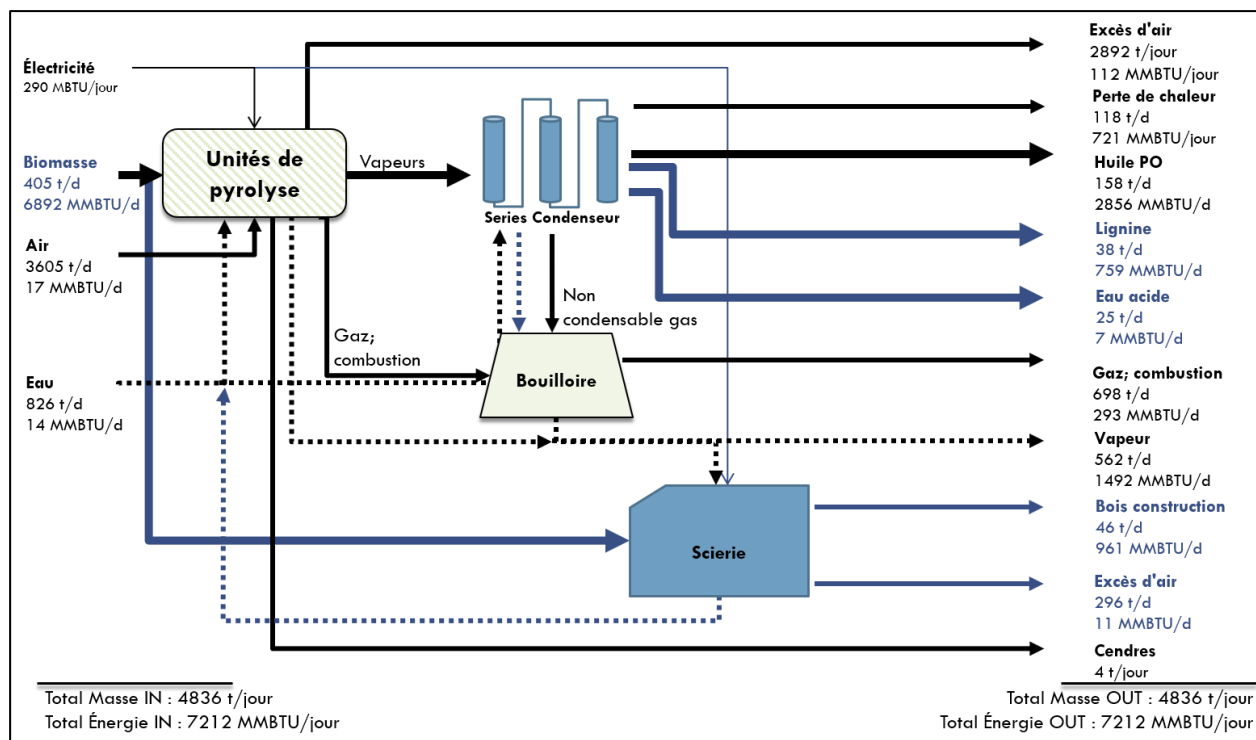 Électricité
290 MBTU/jour
Biomasse
405 t/d
6892 MMBTU/d
Air
3605 t/d
17 MMBTU/d
Eau
826 t/d
14 MMBTU/d
Unités de
pyrolyse
Vapeurs
Series Condenseur
Non
condensable gas
Gaz;
combustion
Bouilloire
Scierie
Excès d'air
2892 t/jour
112 MMBTU/jour
Perte de chaleur
118 t/d
721 MMBTU/jour
Huile PO
158 t/d
2856 MMBTU/d
Lignine
38 t/d
759 MMBTU/d
Eau acide
25 t/d
7 MMBTU/d
Gaz; combustion
698 t/d
293 MMBTU/d
Vapeur
562 t/d
1492 MMBTU/d
Bois construction
46 t/d
961 MMBTU/d
Excès d'air
296 t/d
11 MMBTU/d
Cendres
4 t/jour
Total Masse IN : 4836 t/jour
Total Énergie IN : 7212 MMBTU/jour
Total Masse OUT : 4836 t/jour
Total Énergie OUT : 7212 MMBTU/jour